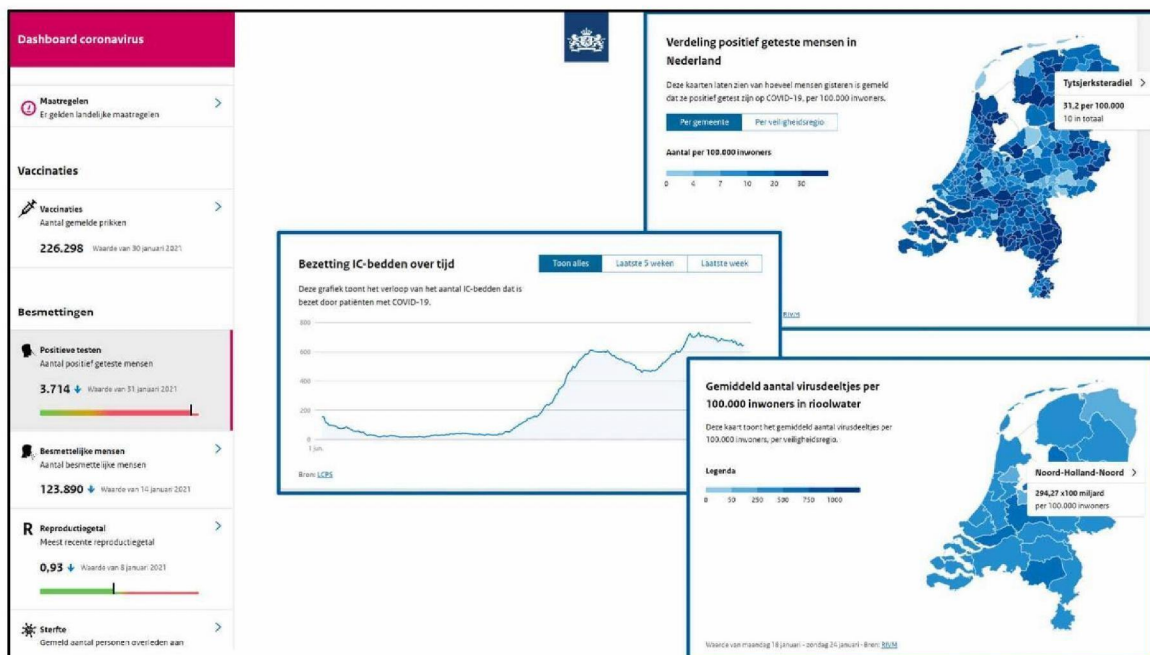 Dashboard coronavirus
Maatregelen
Er gelden landelijke maatregelen
Vaccinaties
Vaccinaties
Aantal gemelde prikken
226.298 Waarde van 30 januari 2021
Besmettingen
Positieve testen
Aantal positief geteste mensen
3.714 Waarde van 31 januari 2021
Besmettelijke mensen
Aantal besmettelijke mensen
123.890 Waarde van 14 januari 2021
R Reproductiegetal
Meest recente reproductiegetal
0,93 Waarde van 8 januari 2021
Sterfte
Gemeld aantal personen overleden aan
Bezetting IC-bedden over tijd
Toon alles Laatste 5 weken Laatste week
Deze grafiek toont het verloop van het aantal IC-bedden dat is
bezet door patiënten met COVID-19.
800
600
400
200
0
1 jun.
Bron: LCPS
Verdeling positief geteste mensen in
Nederland
Deze kaarten laten zien van hoeveel mensen gisteren is gemeld
dat ze positief getest zijn op COVID-19, per 100.000 inwoners.
Per gemeente Per veiligheidsregio
Aantal per 100.000 inwoners
0 4 7 10 20 30
Tytsjerksteradiel
31,2 per 100.000
10 in totaal
RIVM
Gemiddeld aantal virusdeeltjes per
100.000 inwoners in rioolwater
Deze kaart toont het gemiddeld aantal virusdeeltjes per
100.000 inwoners, per veiligheidsregio.
Legenda
0 50 250 500 750 1000
Noord-Holland-Noord
294,27 x100 miljard
per 100.000 inwoners
Waarde van maandag 18 januari - zondag 24 januari · Bron: RIVM